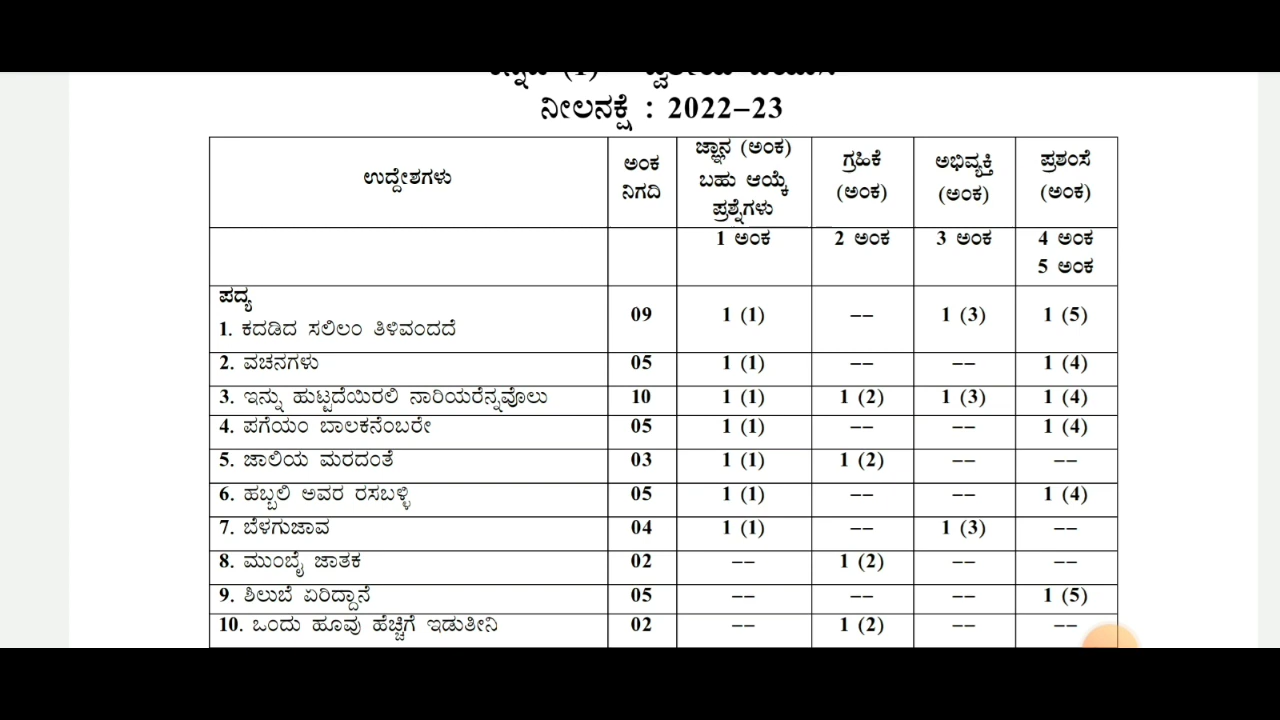 ನೀಲನಕ್ಷೆ : 2022–23
ಉದ್ದೇಶಗಳು ಅಂಕ ನಿಗದಿ ಜ್ಞಾನ (ಅಂಕ) ಬಹು ಆಯ್ಕೆ ಪ್ರಶ್ನೆಗಳು ಗ್ರಹಿಕೆ (ಅಂಕ) ಅಭಿವ್ಯಕ್ತಿ (ಅಂಕ) ಪ್ರಶಂಸೆ (ಅಂಕ)
1 ಅಂಕ 2 ಅಂಕ 3 ಅಂಕ 4 ಅಂಕ 5 ಅಂಕ
ಪದ್ಯ
1. ಕದಡಿದ ಸಲಿಲಂ ತಿಳಿವಂದದೆ 09 1 (1) –– 1 (3) 1 (5)
2. ವಚನಗಳು 05 1 (1) –– –– 1 (4)
3. ಇನ್ನು ಹುಟ್ಟದೆಯಿರಲಿ ನಾರಿಯರೆನ್ನವೊಲು 10 1 (1) 1 (2) 1 (3) 1 (4)
4. ಪಗೆಯಂ ಬಾಲಕನೆಂಬರೇ 05 1 (1) –– –– 1 (4)
5. ಜಾಲಿಯ ಮರದಂತೆ 03 1 (1) 1 (2) –– ––
6. ಹಬ್ಬಲಿ ಅವರ ರಸಬಳ್ಳಿ 05 1 (1) –– –– 1 (4)
7. ಬೆಳಗುಜಾವ 04 1 (1) –– 1 (3) ––
8. ಮುಂಬೈ ಜಾತಕ 02 –– 1 (2) –– ––
9. ಶಿಲುಬೆ ಏರಿದ್ದಾನೆ 05 –– –– –– 1 (5)
10. ಒಂದು ಹೂವು ಹೆಚ್ಚಿಗೆ ಇಡುತೀನಿ 02 –– 1 (2) –– ––